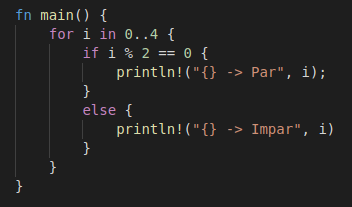 fn main() {
    for i in 0..4 {
        if i % 2 == 0 {
            println!("{} -> Par", i);
        }
        else {
            println!("{} -> Impar", i)
        }
    }
}